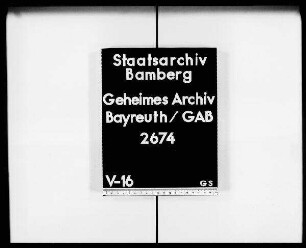 Staatsarchiv
Bamberg
Geheimes Archiv
Bayreuth / GAB
2674
V-16
GS